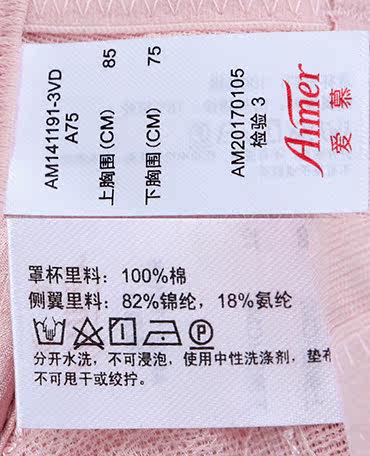 AM141191-3VD
A75
上胸围(CM) 85
下胸围(CM) 75
AM20170105
检验 3
Aimer
爱慕
罩杯里料：100%棉
侧翼里料：82%锦纶，18%氨纶
P
分开水洗，不可浸泡，使用中性洗涤剂，垫布
不可甩干或绞拧。